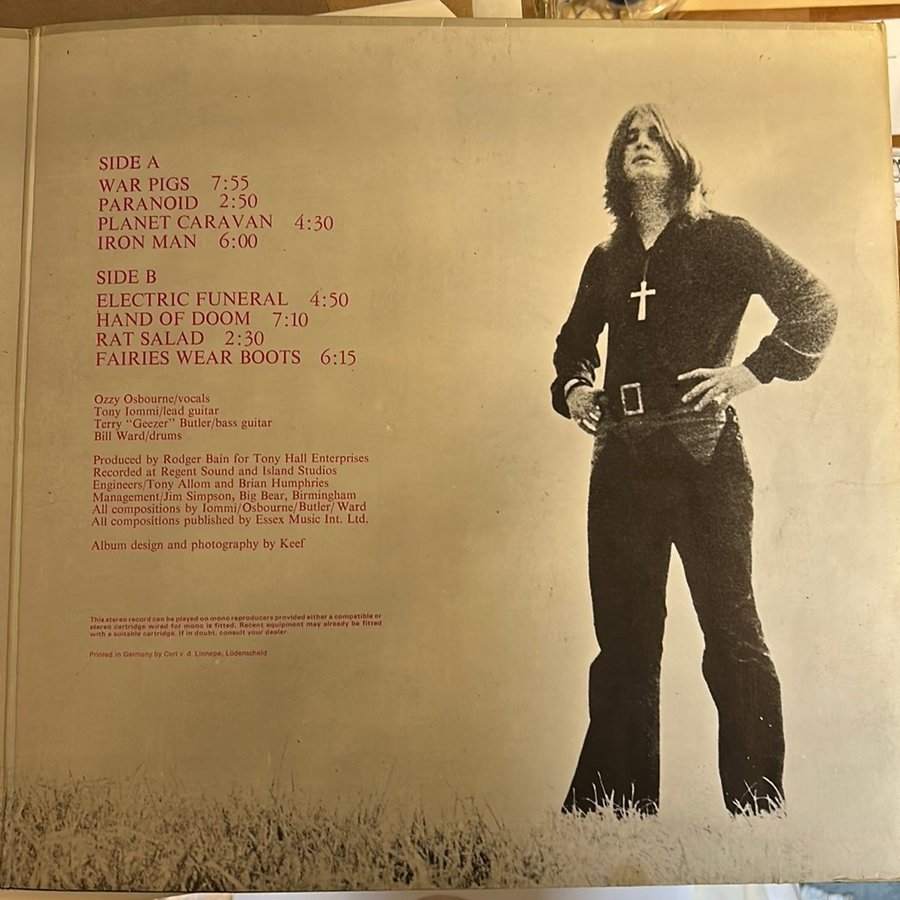 SIDE A
WAR PIGS 7:55
PARANOID 2:50
PLANET CARAVAN 4:30
IRON MAN 6:00
SIDE B
ELECTRIC FUNERAL 4:50
HAND OF DOOM 7:10
RAT SALAD 2:30
FAIRIES WEAR BOOTS 6:15
Ozzy Osbourne/vocals
Tony Iommi/lead guitar
Terry “Geezer” Butler/bass guitar
Bill Ward/drums
Produced by Rodger Bain for Tony Hall Enterprises
Recorded at Regent Sound and Island Studios
Engineers/Tony Allom and Brian Humphries
Management/Jim Simpson, Big Bear, Birmingham
All compositions by Iommi/Osbourne/Butler/Ward
All compositions published by Essex Music Int. Ltd.
Album design and photography by Keef
This stereo record can be played on mono reproducers provided either a compatible or
stereo cartridge wired for mono is fitted. Recent equipment may already be fitted
with a suitable cartridge. If in doubt, consult your dealer.
Printed in Germany by Carl v. d. Linnepe, Lüdenscheid